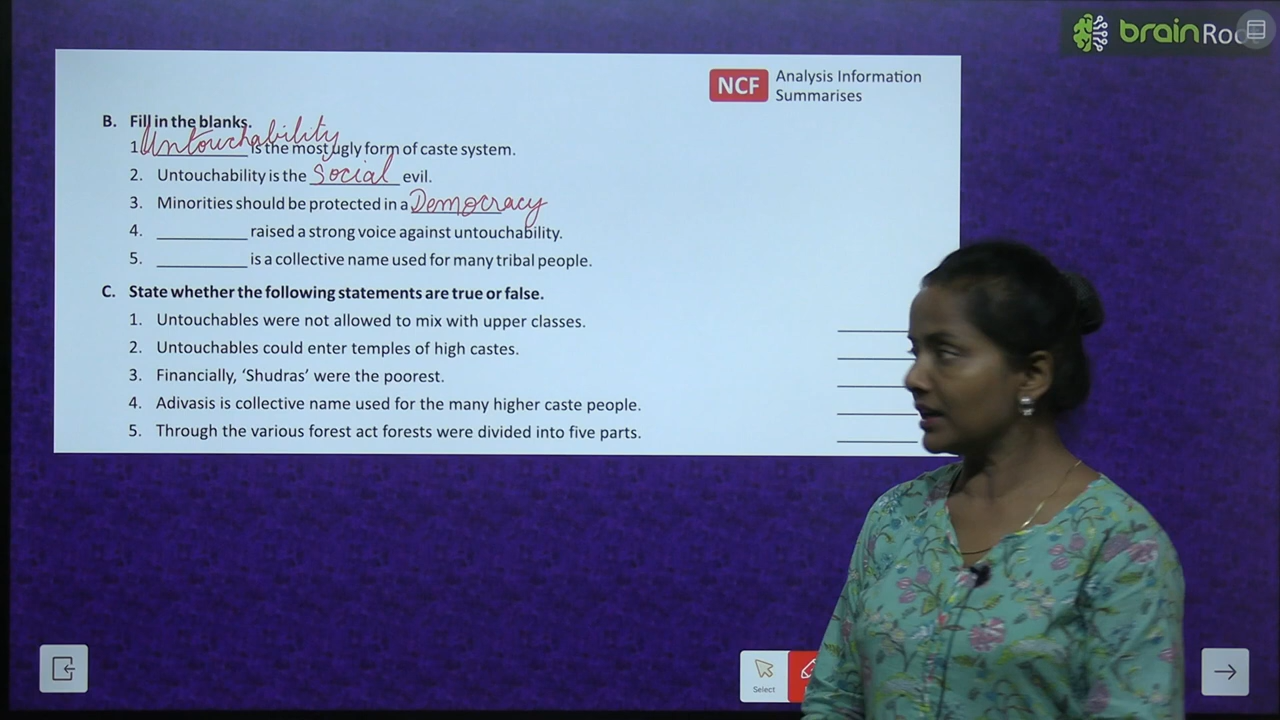 brainRoo
NCF Analysis Information
Summarises
B. Fill in the blanks.
1. Untouchability is the most ugly form of caste system.
2. Untouchability is the Social evil.
3. Minorities should be protected in a Democracy
4. __________ raised a strong voice against untouchability.
5. __________ is a collective name used for many tribal people.
C. State whether the following statements are true or false.
1. Untouchables were not allowed to mix with upper classes. ________
2. Untouchables could enter temples of high castes. ________
3. Financially, ‘Shudras’ were the poorest. ________
4. Adivasis is collective name used for the many higher caste people. ________
5. Through the various forest act forests were divided into five parts. ________
Select